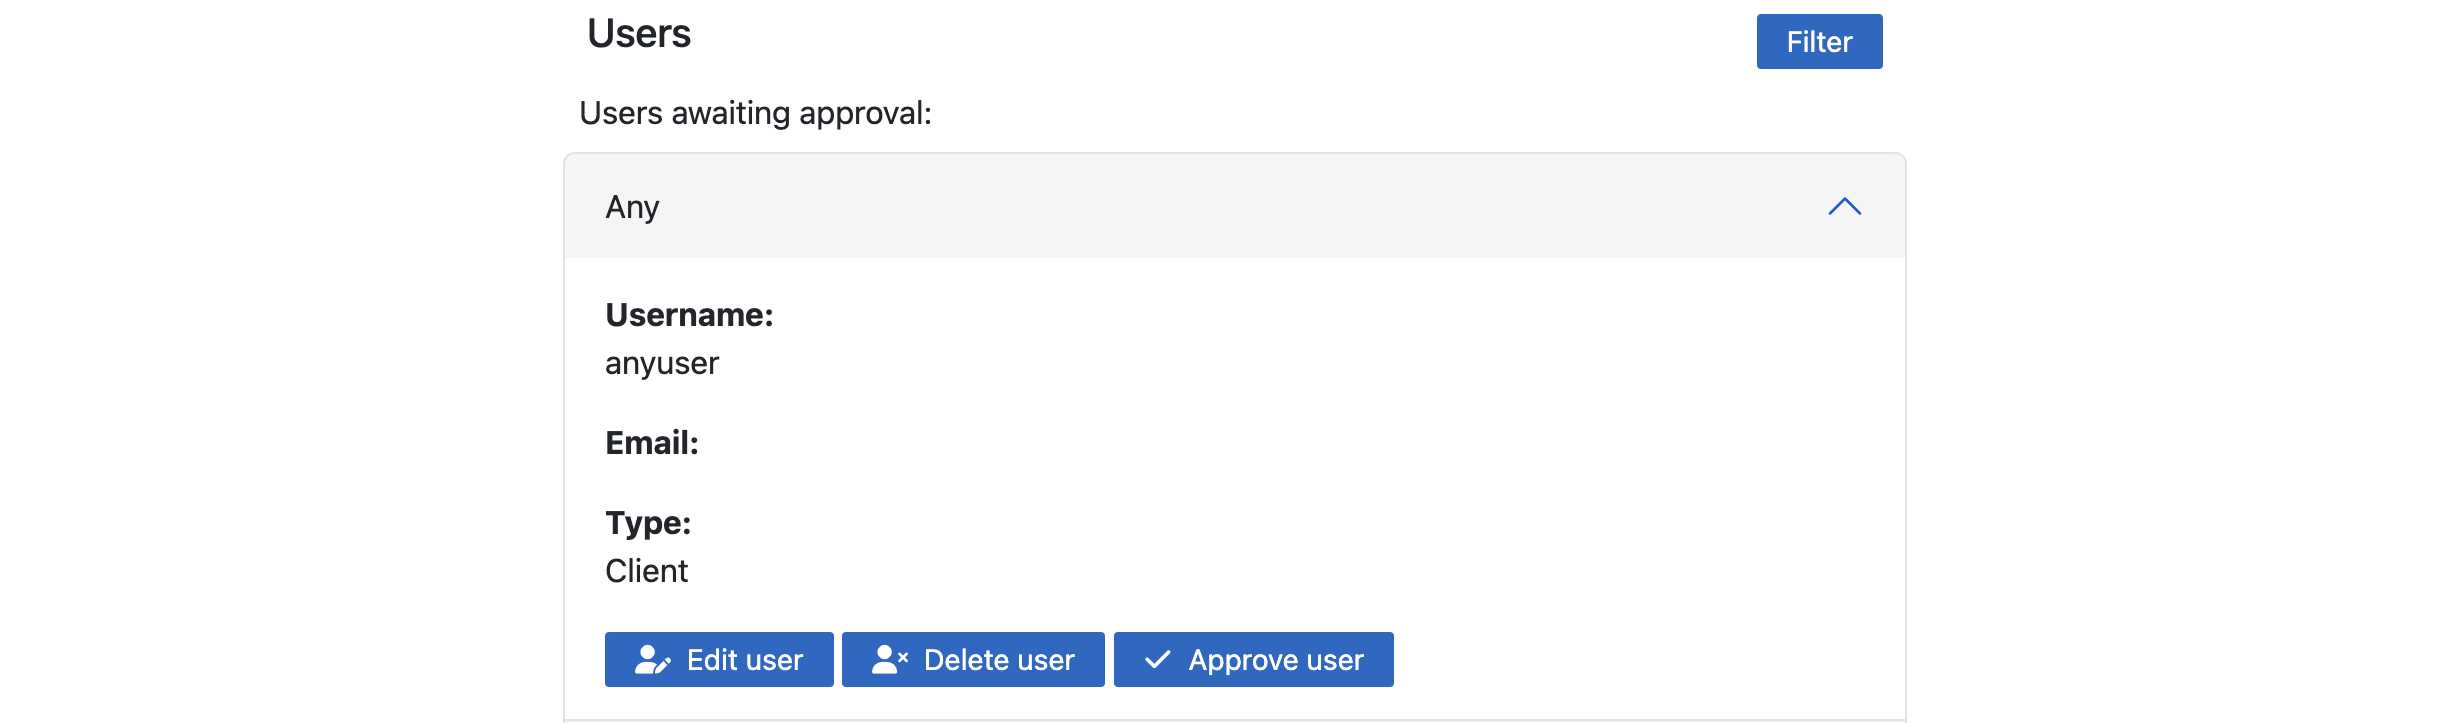 Users
Filter
Users awaiting approval:
Any
Username:
anyuser
Email:
Type:
Client
Edit user Delete user Approve user